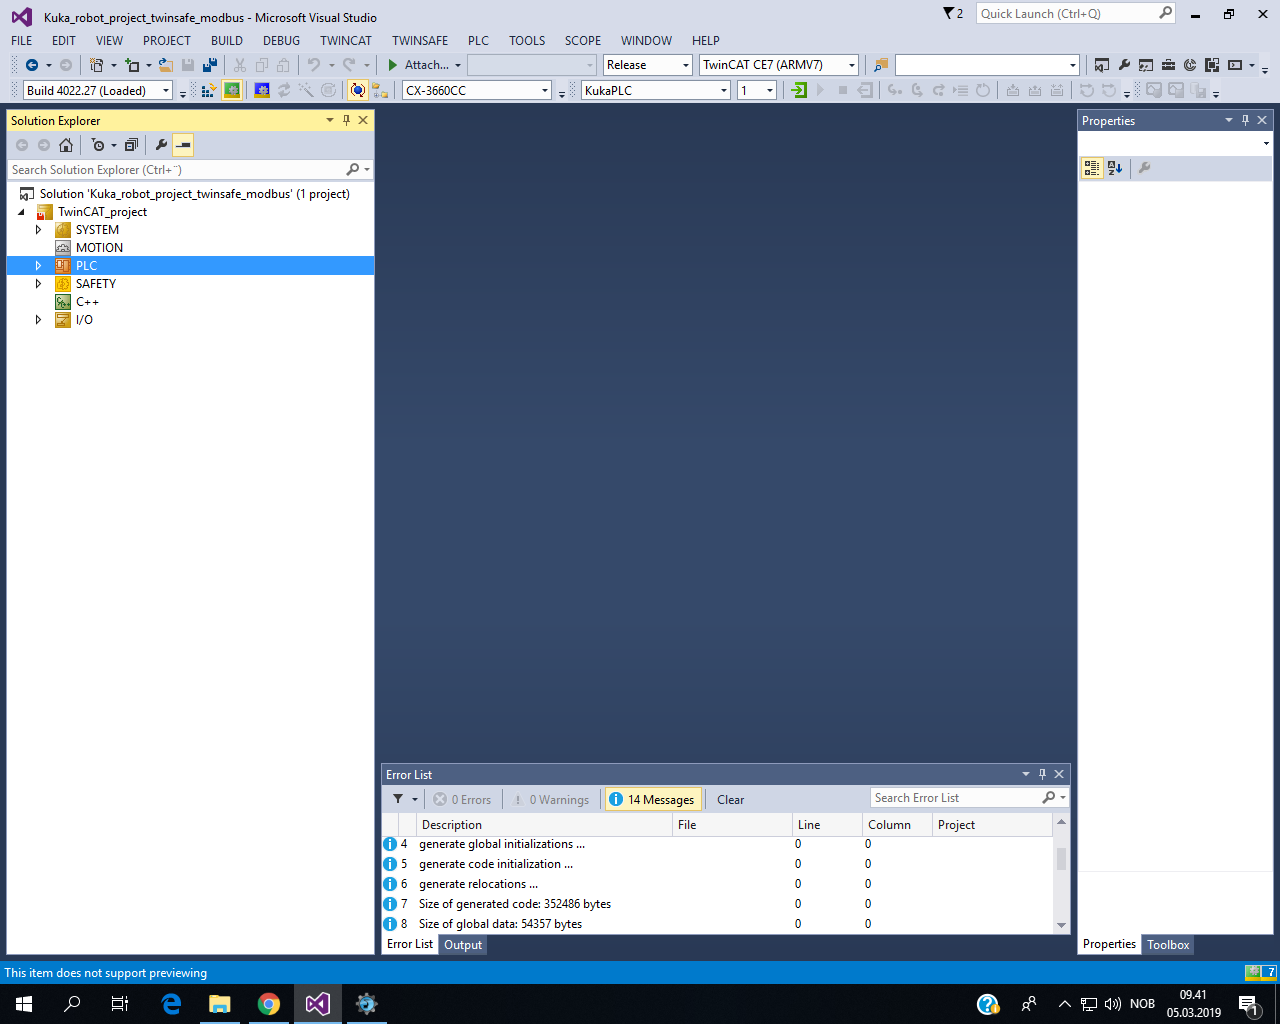 Kuka_robot_project_twinsafe_modbus - Microsoft Visual Studio
2
Quick Launch (Ctrl+Q)
FILE EDIT VIEW PROJECT BUILD DEBUG TWINCAT TWINSAFE PLC TOOLS SCOPE WINDOW HELP
Attach... Release TwinCAT CE7 (ARMV7)
Build 4022.27 (Loaded) CX-3660CC KukaPLC 1
Solution Explorer
Search Solution Explorer (Ctrl+¨)
Solution 'Kuka_robot_project_twinsafe_modbus' (1 project)
TwinCAT_project
SYSTEM
MOTION
PLC
SAFETY
C++
I/O
Error List
0 Errors 0 Warnings 14 Messages Clear Search Error List
Description File Line Column Project
4 generate global initializations ... 0 0
5 generate code initialization ... 0 0
6 generate relocations ... 0 0
7 Size of generated code: 352486 bytes 0 0
8 Size of global data: 54357 bytes 0 0
Error List Output
Properties
Properties Toolbox
This item does not support previewing
7
NOB
09.41
05.03.2019
1